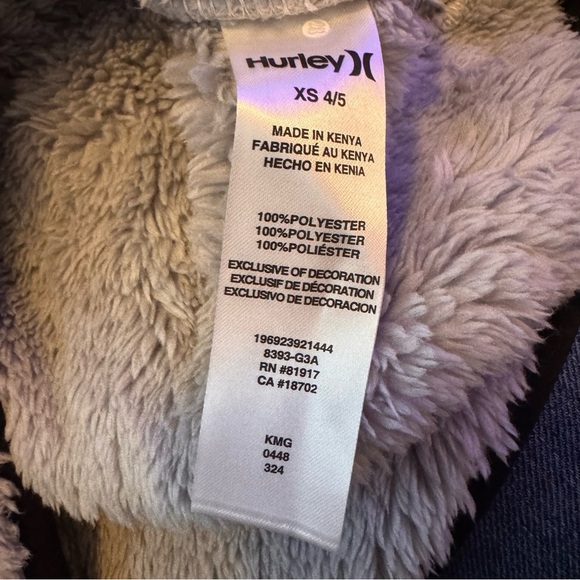 Hurley
XS 4/5
MADE IN KENYA
FABRIQUÉ AU KENYA
HECHO EN KENIA
100%POLYESTER
100%POLYESTER
100%POLIÉSTER
EXCLUSIVE OF DECORATION
EXCLUSIF DE DÉCORATION
EXCLUSIVO DE DECORACION
196923921444
8393-G3A
RN #81917
CA #18702
KMG
0448
324